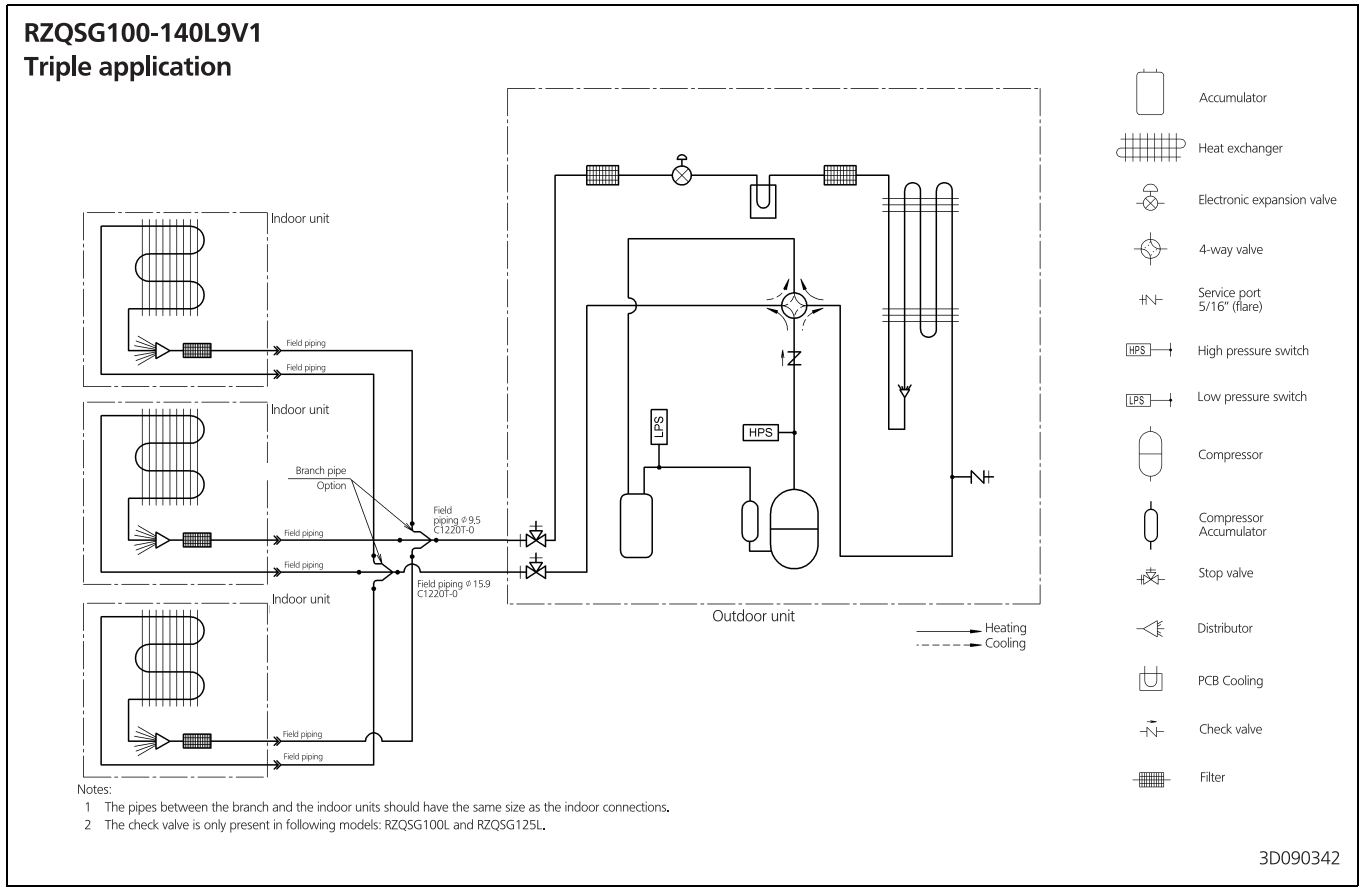 RZQSG100-140L9V1
Triple application
Indoor unit
Field piping
Field piping
Indoor unit
Branch pipe
Option
Field piping
Field piping
Indoor unit
Field piping
Field piping
Field
piping ϕ 9,5
C1220T-0
Field piping ϕ 15.9
C1220T-0
LPS
HPS
Outdoor unit
Heating
Cooling
Accumulator
Heat exchanger
Electronic expansion valve
4-way valve
Service port
5/16” (flare)
HPS
High pressure switch
LPS
Low pressure switch
Compressor
Compressor
Accumulator
Stop valve
Distributor
PCB Cooling
Check valve
Filter
Notes:
1 The pipes between the branch and the indoor units should have the same size as the indoor connections.
2 The check valve is only present in following models: RZQSG100L and RZQSG125L.
3D090342